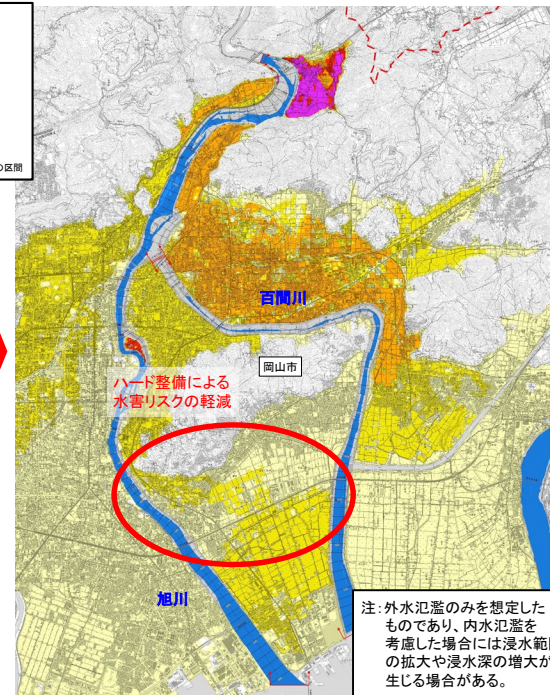 の区間
百間川
岡山市
ハード整備による
水害リスクの軽減
旭川
注:外水氾濫のみを想定した
ものであり、内水氾濫を
考慮した場合には浸水範囲
の拡大や浸水深の増大が
生じる場合がある。